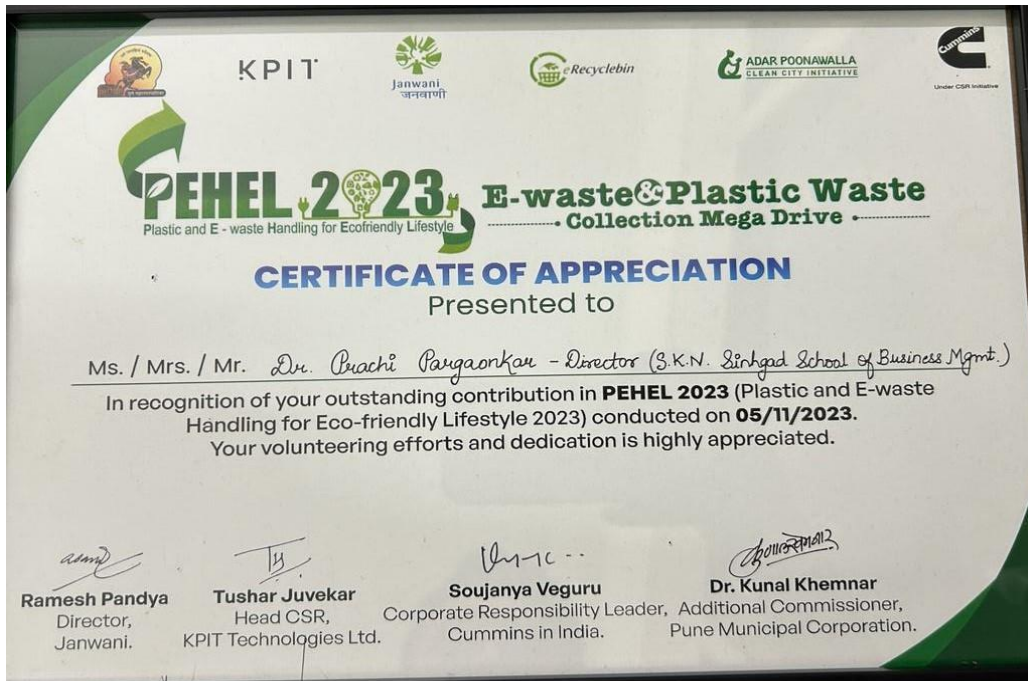 KPIT
Janwani
जनवाणी
eRecyclebin
ADAR POONAWALLA
CLEAN CITY INITIATIVE
Cummins
Under CSR Initiative
PEHEL 2023
Plastic and E - waste Handling for Ecofriendly Lifestyle
E-waste & Plastic Waste
Collection Mega Drive
CERTIFICATE OF APPRECIATION
Presented to
Ms. / Mrs. / Mr. Dr. Prachi Pargaonkar - Director (S.K.N. Sinhgad School of Business Mgmt.)
In recognition of your outstanding contribution in PEHEL 2023 (Plastic and E-waste
Handling for Eco-friendly Lifestyle 2023) conducted on 05/11/2023.
Your volunteering efforts and dedication is highly appreciated.
Ramesh Pandya
Director,
Janwani.
Tushar Juvekar
Head CSR,
KPIT Technologies Ltd.
Soujanya Veguru
Corporate Responsibility Leader,
Cummins in India.
Dr. Kunal Khemnar
Additional Commissioner,
Pune Municipal Corporation.